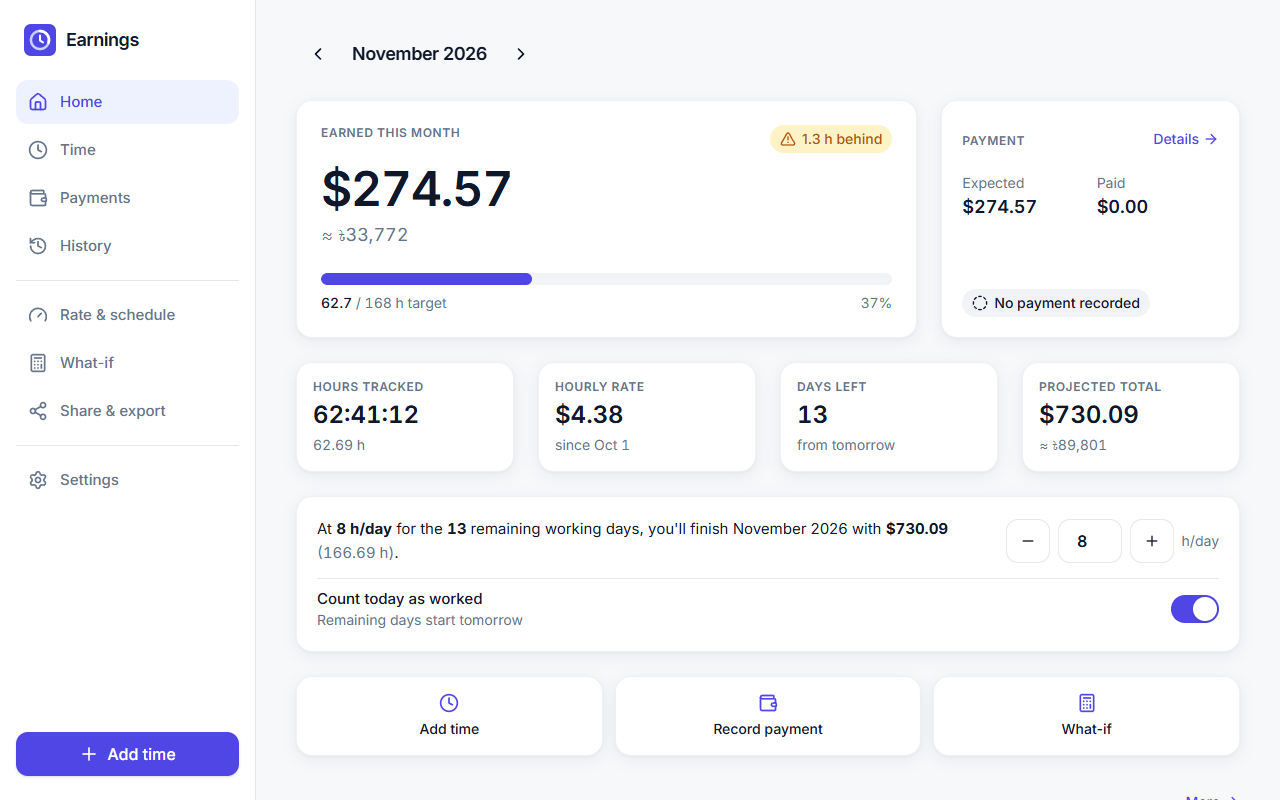 Earnings
Home
Time
Payments
History
Rate & schedule
What-if
Share & export
Settings
Add time
November 2026
EARNED THIS MONTH
1.3 h behind
$274.57
≈ ৳33,772
62.7 / 168 h target
37%
PAYMENT
Details →
Expected
Paid
$274.57
$0.00
No payment recorded
HOURS TRACKED
62:41:12
62.69 h
HOURLY RATE
$4.38
since Oct 1
DAYS LEFT
13
from tomorrow
PROJECTED TOTAL
$730.09
≈ ৳89,801
At 8 h/day for the 13 remaining working days, you'll finish November 2026 with $730.09
(166.69 h).
8
h/day
Count today as worked
Remaining days start tomorrow
Add time
Record payment
What-if